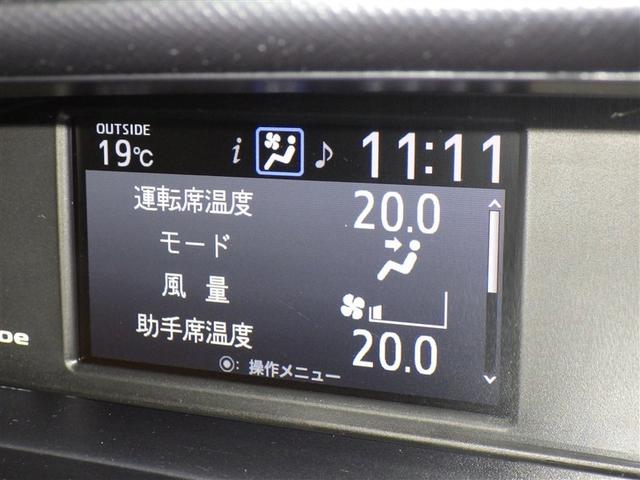 OUTSIDE
19℃ i ♪ 11:11
運転席温度 20.0
モード
風 量
助手席温度 20.0
◉: 操作メニュー